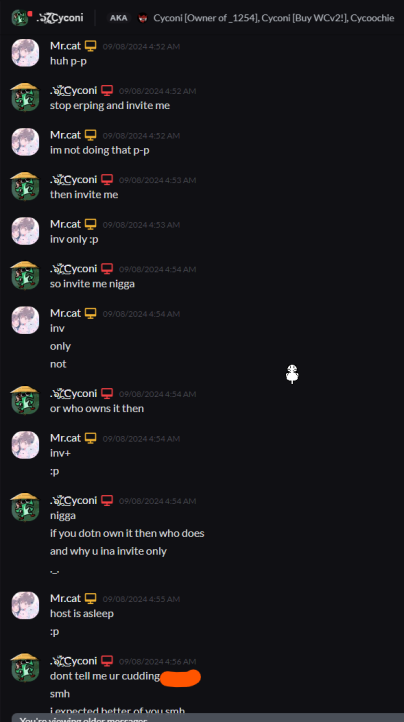 .Cyconi AKA Cyconi [Owner of _1254], Cyconi [Buy WCv2!], Cycoochie
Mr.cat 09/08/2024 4:52 AM
huh p-p
.Cyconi 09/08/2024 4:52 AM
stop erping and invite me
Mr.cat 09/08/2024 4:52 AM
im not doing that p-p
.Cyconi 09/08/2024 4:53 AM
then invite me
Mr.cat 09/08/2024 4:53 AM
inv only :p
.Cyconi 09/08/2024 4:54 AM
so invite me nigga
Mr.cat 09/08/2024 4:54 AM
inv
only
not
.Cyconi 09/08/2024 4:54 AM
or who owns it then
Mr.cat 09/08/2024 4:54 AM
inv+
:p
.Cyconi 09/08/2024 4:54 AM
nigga
if you dotn own it then who does
and why u ina invite only
._.
Mr.cat 09/08/2024 4:55 AM
host is asleep
:p
.Cyconi 09/08/2024 4:56 AM
dont tell me ur cudding
smh
i expected better of you smh
You're viewing older messages